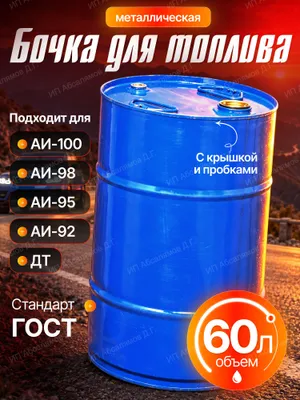 металлическая
Бочка для топлива
Подходит для
АИ-100
АИ-98
АИ-95
АИ-92
ДТ
С крышкой
и пробками
Стандарт
ГОСТ
60л
объем